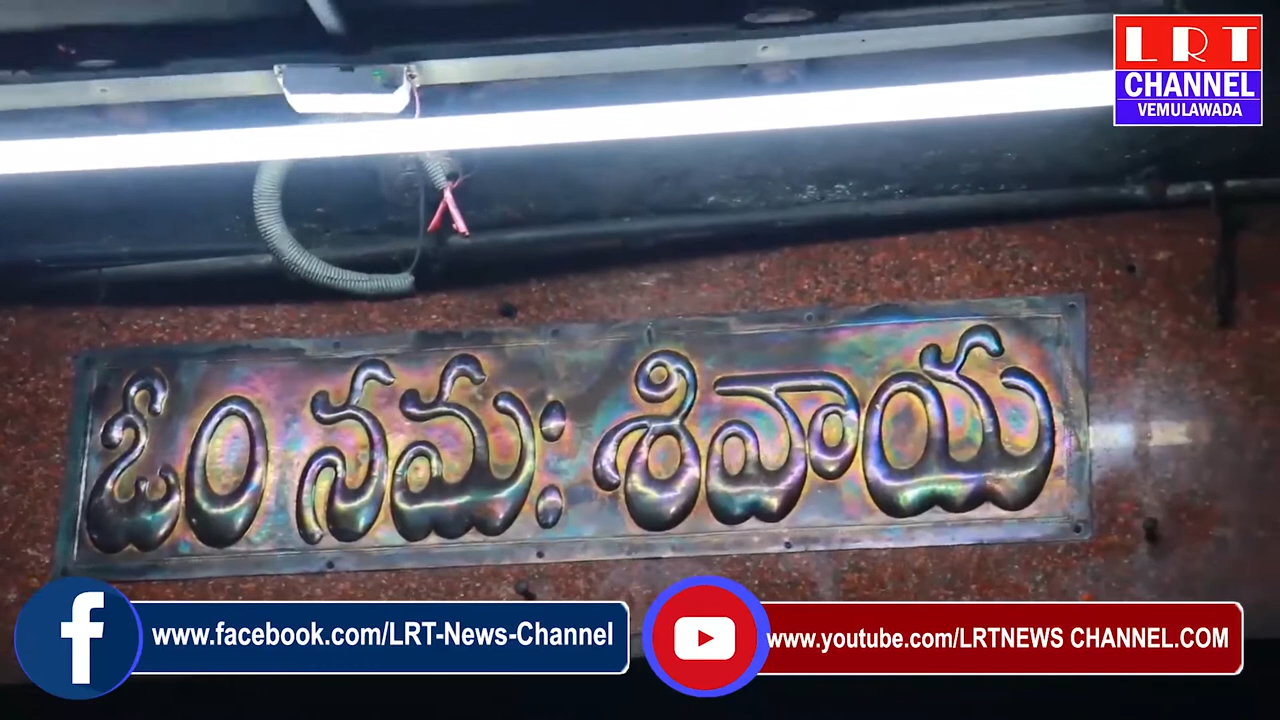 LRT
CHANNEL
VEMULAWADA
ఓం నమః శివాయ
www.facebook.com/LRT-News-Channel
www.youtube.com/LRTNEWS CHANNEL.COM